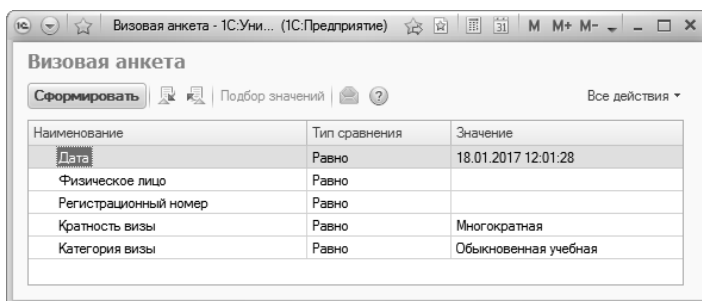 1С Визовая анкета - 1С:Уни... (1С:Предприятие) 31 M M+ M-
Визовая анкета
Сформировать Подбор значений ? Все действия
Наименование Тип сравнения Значение
Дата Равно 18.01.2017 12:01:28
Физическое лицо Равно
Регистрационный номер Равно
Кратность визы Равно Многократная
Категория визы Равно Обыкновенная учебная